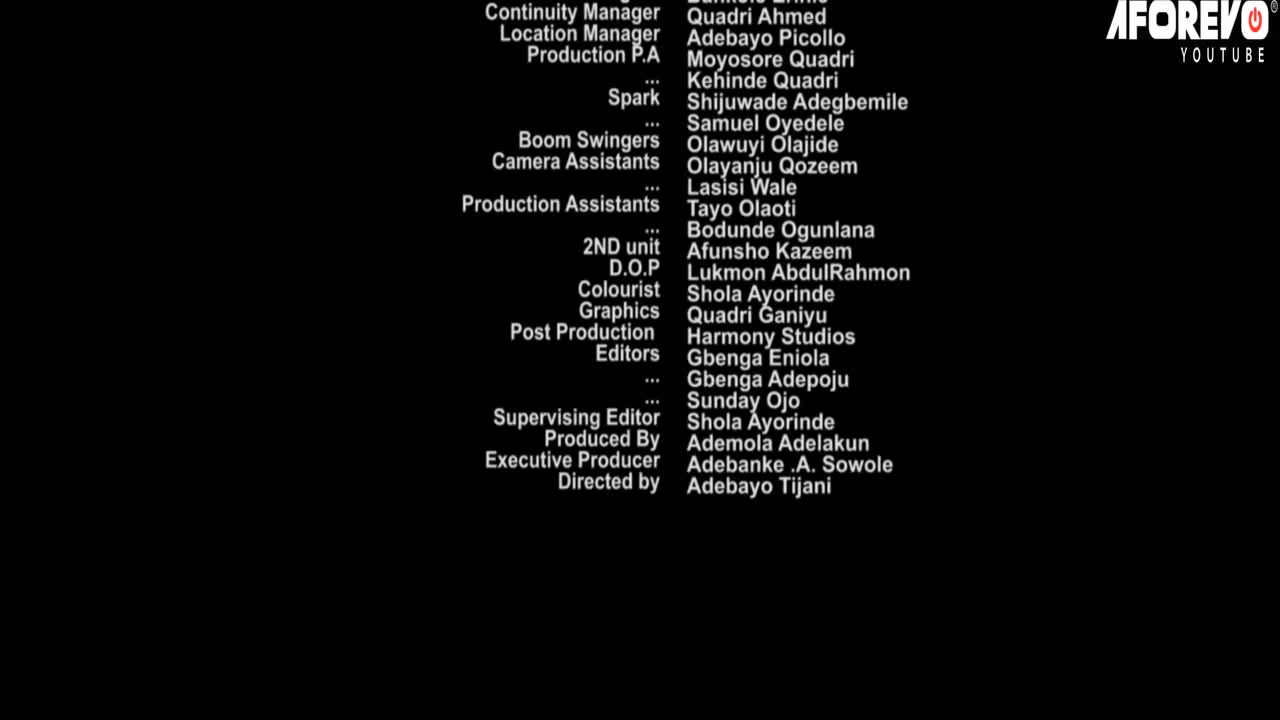 AFOREVO
YOUTUBE
Continuity Manager Quadri Ahmed
Location Manager Adebayo Picollo
Production P.A Moyosore Quadri
... Kehinde Quadri
Spark Shijuwade Adegbemile
... Samuel Oyedele
Boom Swingers Olawuyi Olajide
Camera Assistants Olayanju Qozeem
... Lasisi Wale
Production Assistants Tayo Olaoti
... Bodunde Ogunlana
2ND unit Afunsho Kazeem
D.O.P Lukmon AbdulRahmon
Colourist Shola Ayorinde
Graphics Quadri Ganiyu
Post Production Harmony Studios
Editors Gbenga Eniola
... Gbenga Adepoju
... Sunday Ojo
Supervising Editor Shola Ayorinde
Produced By Ademola Adelakun
Executive Producer Adebanke .A. Sowole
Directed by Adebayo Tijani